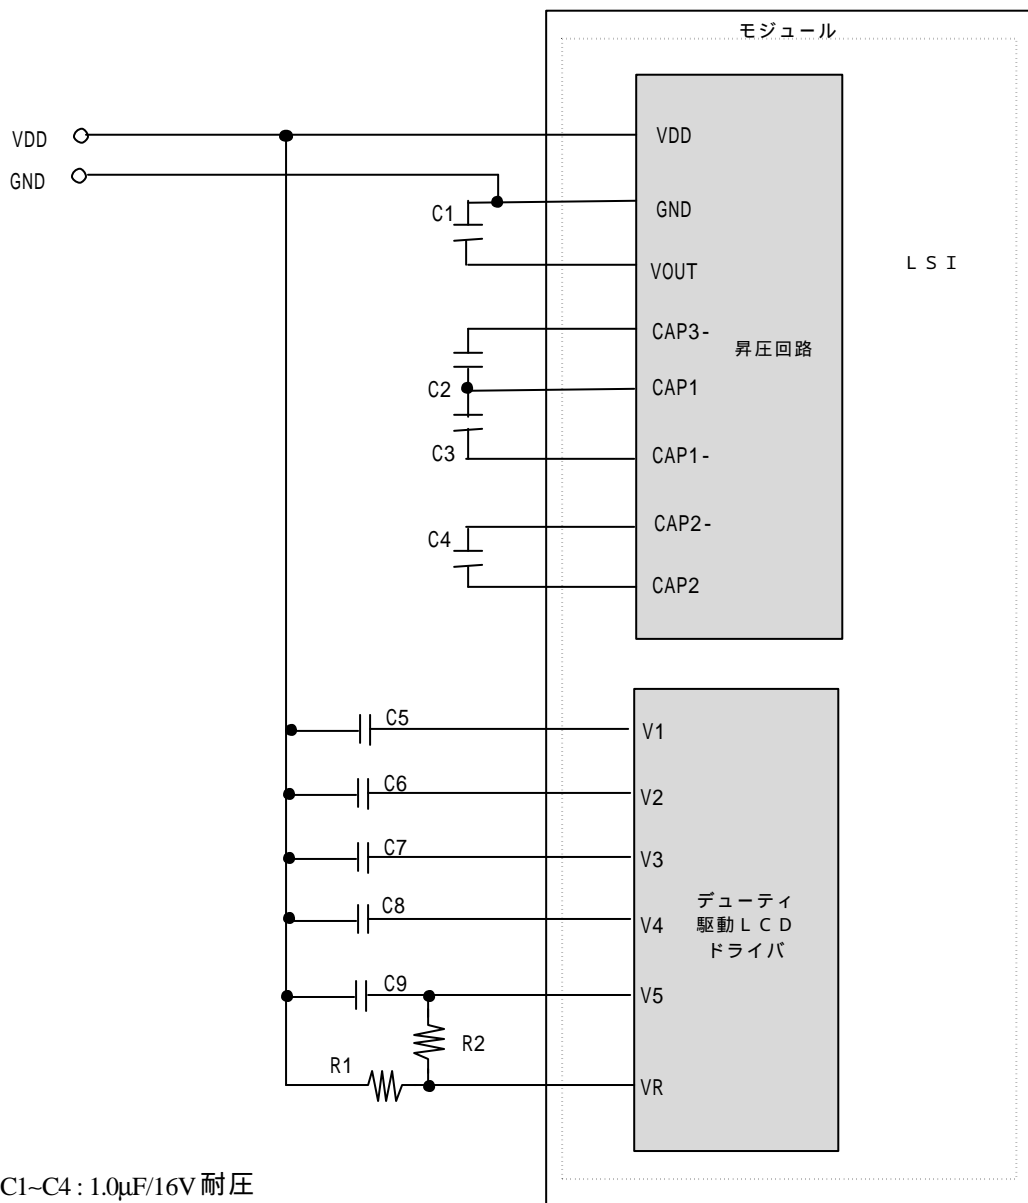 モジュール
VDD
VDD
GND
C1
GND
LSI
VOUT
CAP3-
昇圧回路
C2
CAP1
C3
CAP1-
CAP2-
C4
CAP2
C5
V1
C6
V2
C7
V3
C8
V4
デューティ
駆動LCD
ドライバ
C9
V5
R2
R1
VR
C1~C4 : 1.0μF/16V 耐圧